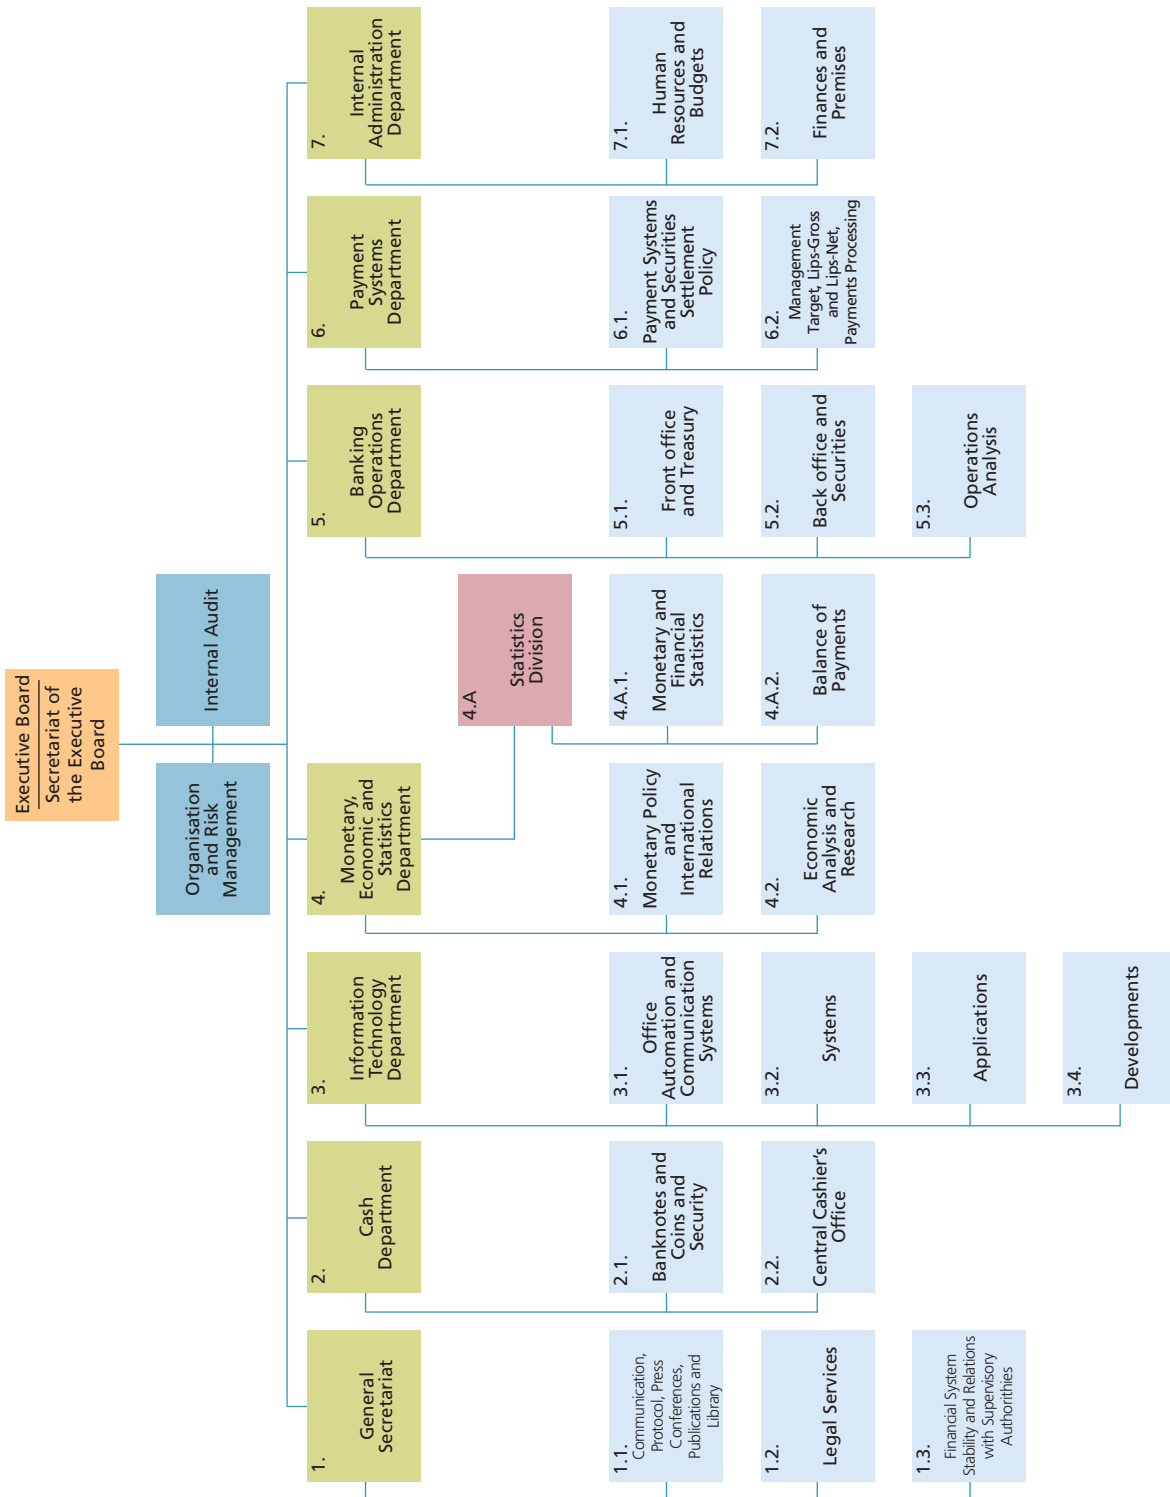 Executive Board
Secretariat of
the Executive
Board
Organisation
and Risk
Management
Internal Audit
1.
General
Secretariat
2.
Cash
Department
3.
Information
Technology
Department
4.
Monetary,
Economic and
Statistics
Department
5.
Banking
Operations
Department
6.
Payment
Systems
Department
7.
Internal
Administration
Department
4.A
Statistics
Division
1.1.
Communication,
Protocol, Press
Conferences,
Publications and
Library
2.1.
Banknotes and
Coins and
Security
3.1.
Office
Automation and
Communication
Systems
4.1.
Monetary Policy
and
International
Relations
4.A.1.
Monetary and
Financial
Statistics
5.1.
Front office
and Treasury
6.1.
Payment Systems
and Securities
Settlement
Policy
7.1.
Human
Resources and
Budgets
1.2.
Legal Services
2.2.
Central Cashier's
Office
3.2.
Systems
4.2.
Economic
Analysis and
Research
4.A.2.
Balance of
Payments
5.2.
Back office and
Securities
6.2.
Management
Target, Lips-Gross
and Lips-Net,
Payments Processing
7.2.
Finances and
Premises
1.3.
Financial System
Stability and Relations
with Supervisory
Authorithies
3.3.
Applications
5.3.
Operations
Analysis
3.4.
Developments